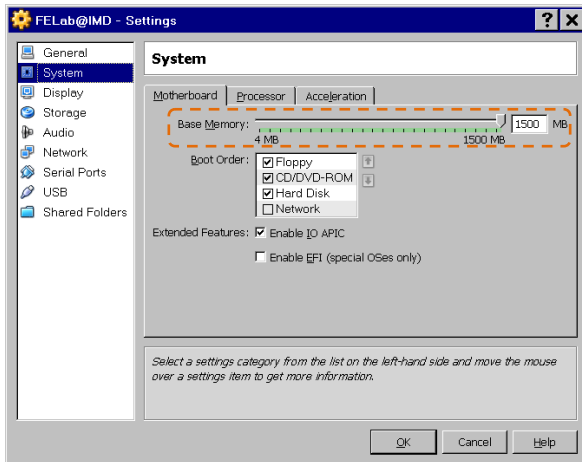 FELab@IMD - Settings
General
System
Display
Storage
Audio
Network
Serial Ports
USB
Shared Folders
System
Motherboard Processor Acceleration
Base Memory: 1500 MB
4 MB 1500 MB
Boot Order: Floppy
CD/DVD-ROM
Hard Disk
Network
Extended Features: Enable IO APIC
Enable EFI (special OSes only)
Select a settings category from the list on the left-hand side and move the mouse
over a settings item to get more information.
OK Cancel Help